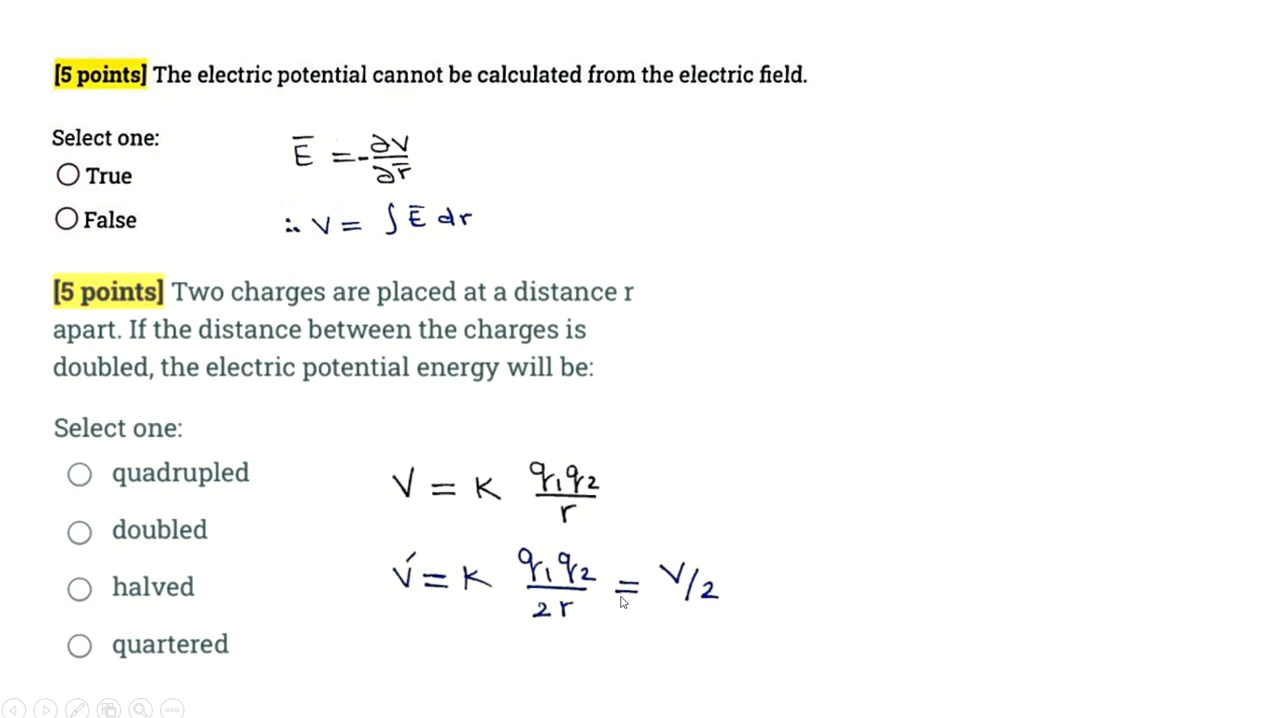 [5 points] The electric potential cannot be calculated from the electric field.
Select one:
True
False
E̅ = -∂V/∂r̅
∴ V = ∫ E̅ dr
[5 points] Two charges are placed at a distance r
apart. If the distance between the charges is
doubled, the electric potential energy will be:
Select one:
quadrupled
doubled
halved
quartered
V = K q₁q₂/r
V́ = K q₁q₂/2r = V/2